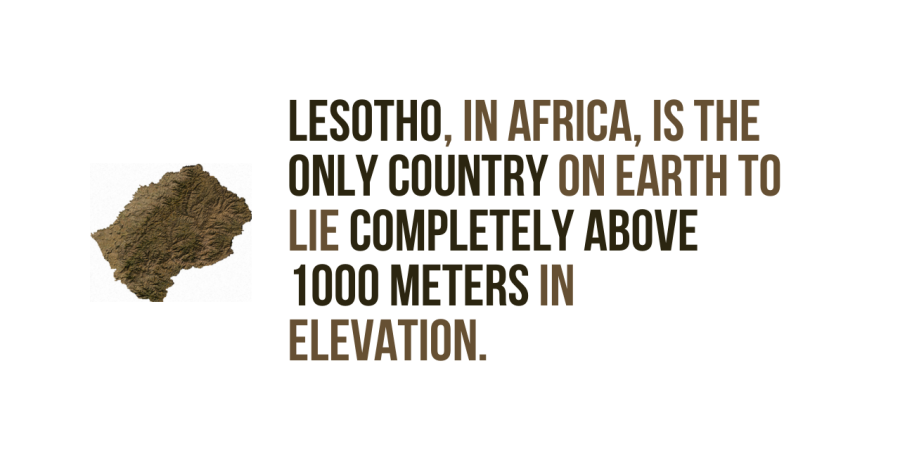 LESOTHO, IN AFRICA, IS THE
ONLY COUNTRY ON EARTH TO
LIE COMPLETELY ABOVE
1000 METERS IN
ELEVATION.